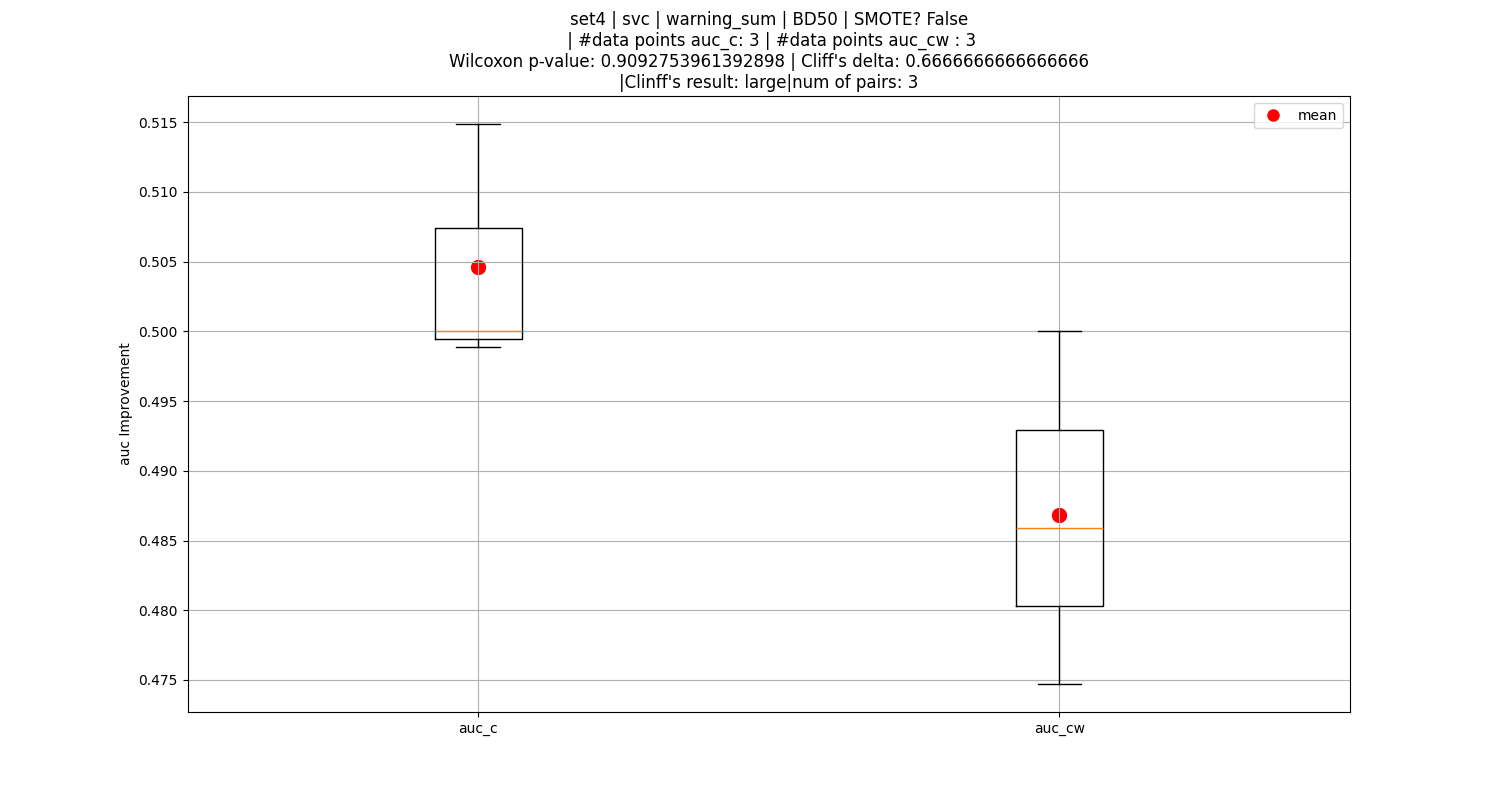 set4 | svc | warning_sum | BD50 | SMOTE? False
| #data points auc_c: 3 | #data points auc_cw : 3
Wilcoxon p-value: 0.9092753961392898 | Cliff's delta: 0.6666666666666666
|Clinff's result: large|num of pairs: 3
mean
0.515
0.510
0.505
0.500
0.495
0.490
0.485
0.480
0.475
auc Improvement
auc_c
auc_cw